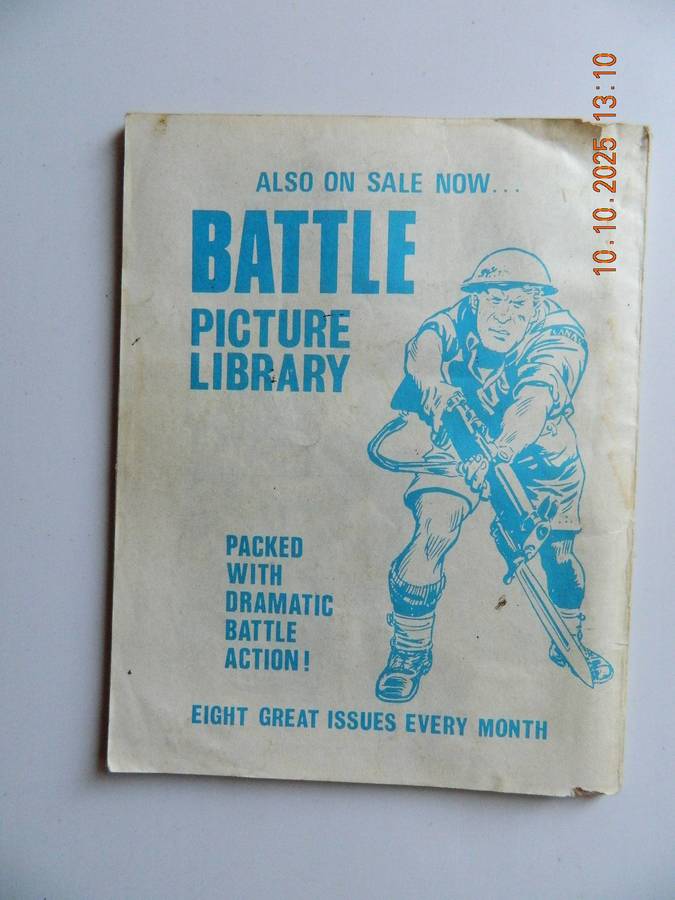 ALSO ON SALE NOW...
BATTLE
PICTURE
LIBRARY
PACKED
WITH
DRAMATIC
BATTLE
ACTION!
EIGHT GREAT ISSUES EVERY MONTH
10.10.2025 13:10